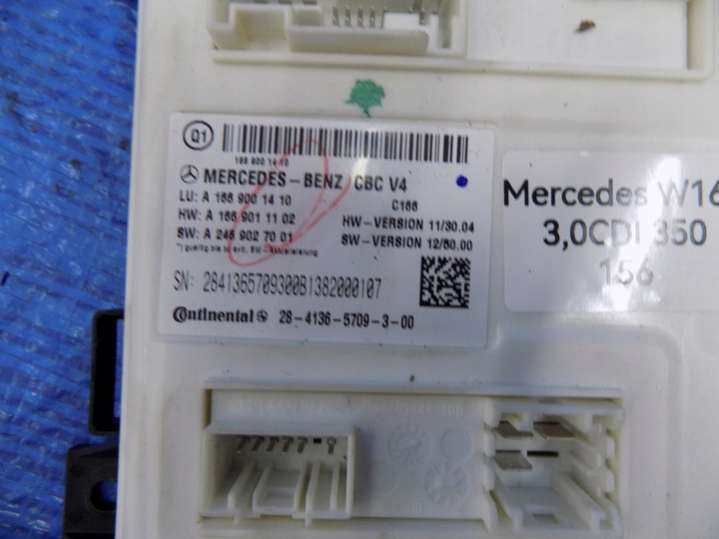 Q1
166 900 14 10
MERCEDES-BENZ CBC V4
LU: A 166 900 14 10
C166
HW: A 166 901 11 02
HW-VERSION 11/30.04
SW: A 246 902 70 01
SW-VERSION 12/50.00
SN: 2841365709300B1382000107
Continental
28-4136-5709-3-00
Mercedes W16
3,0CDI 350
156